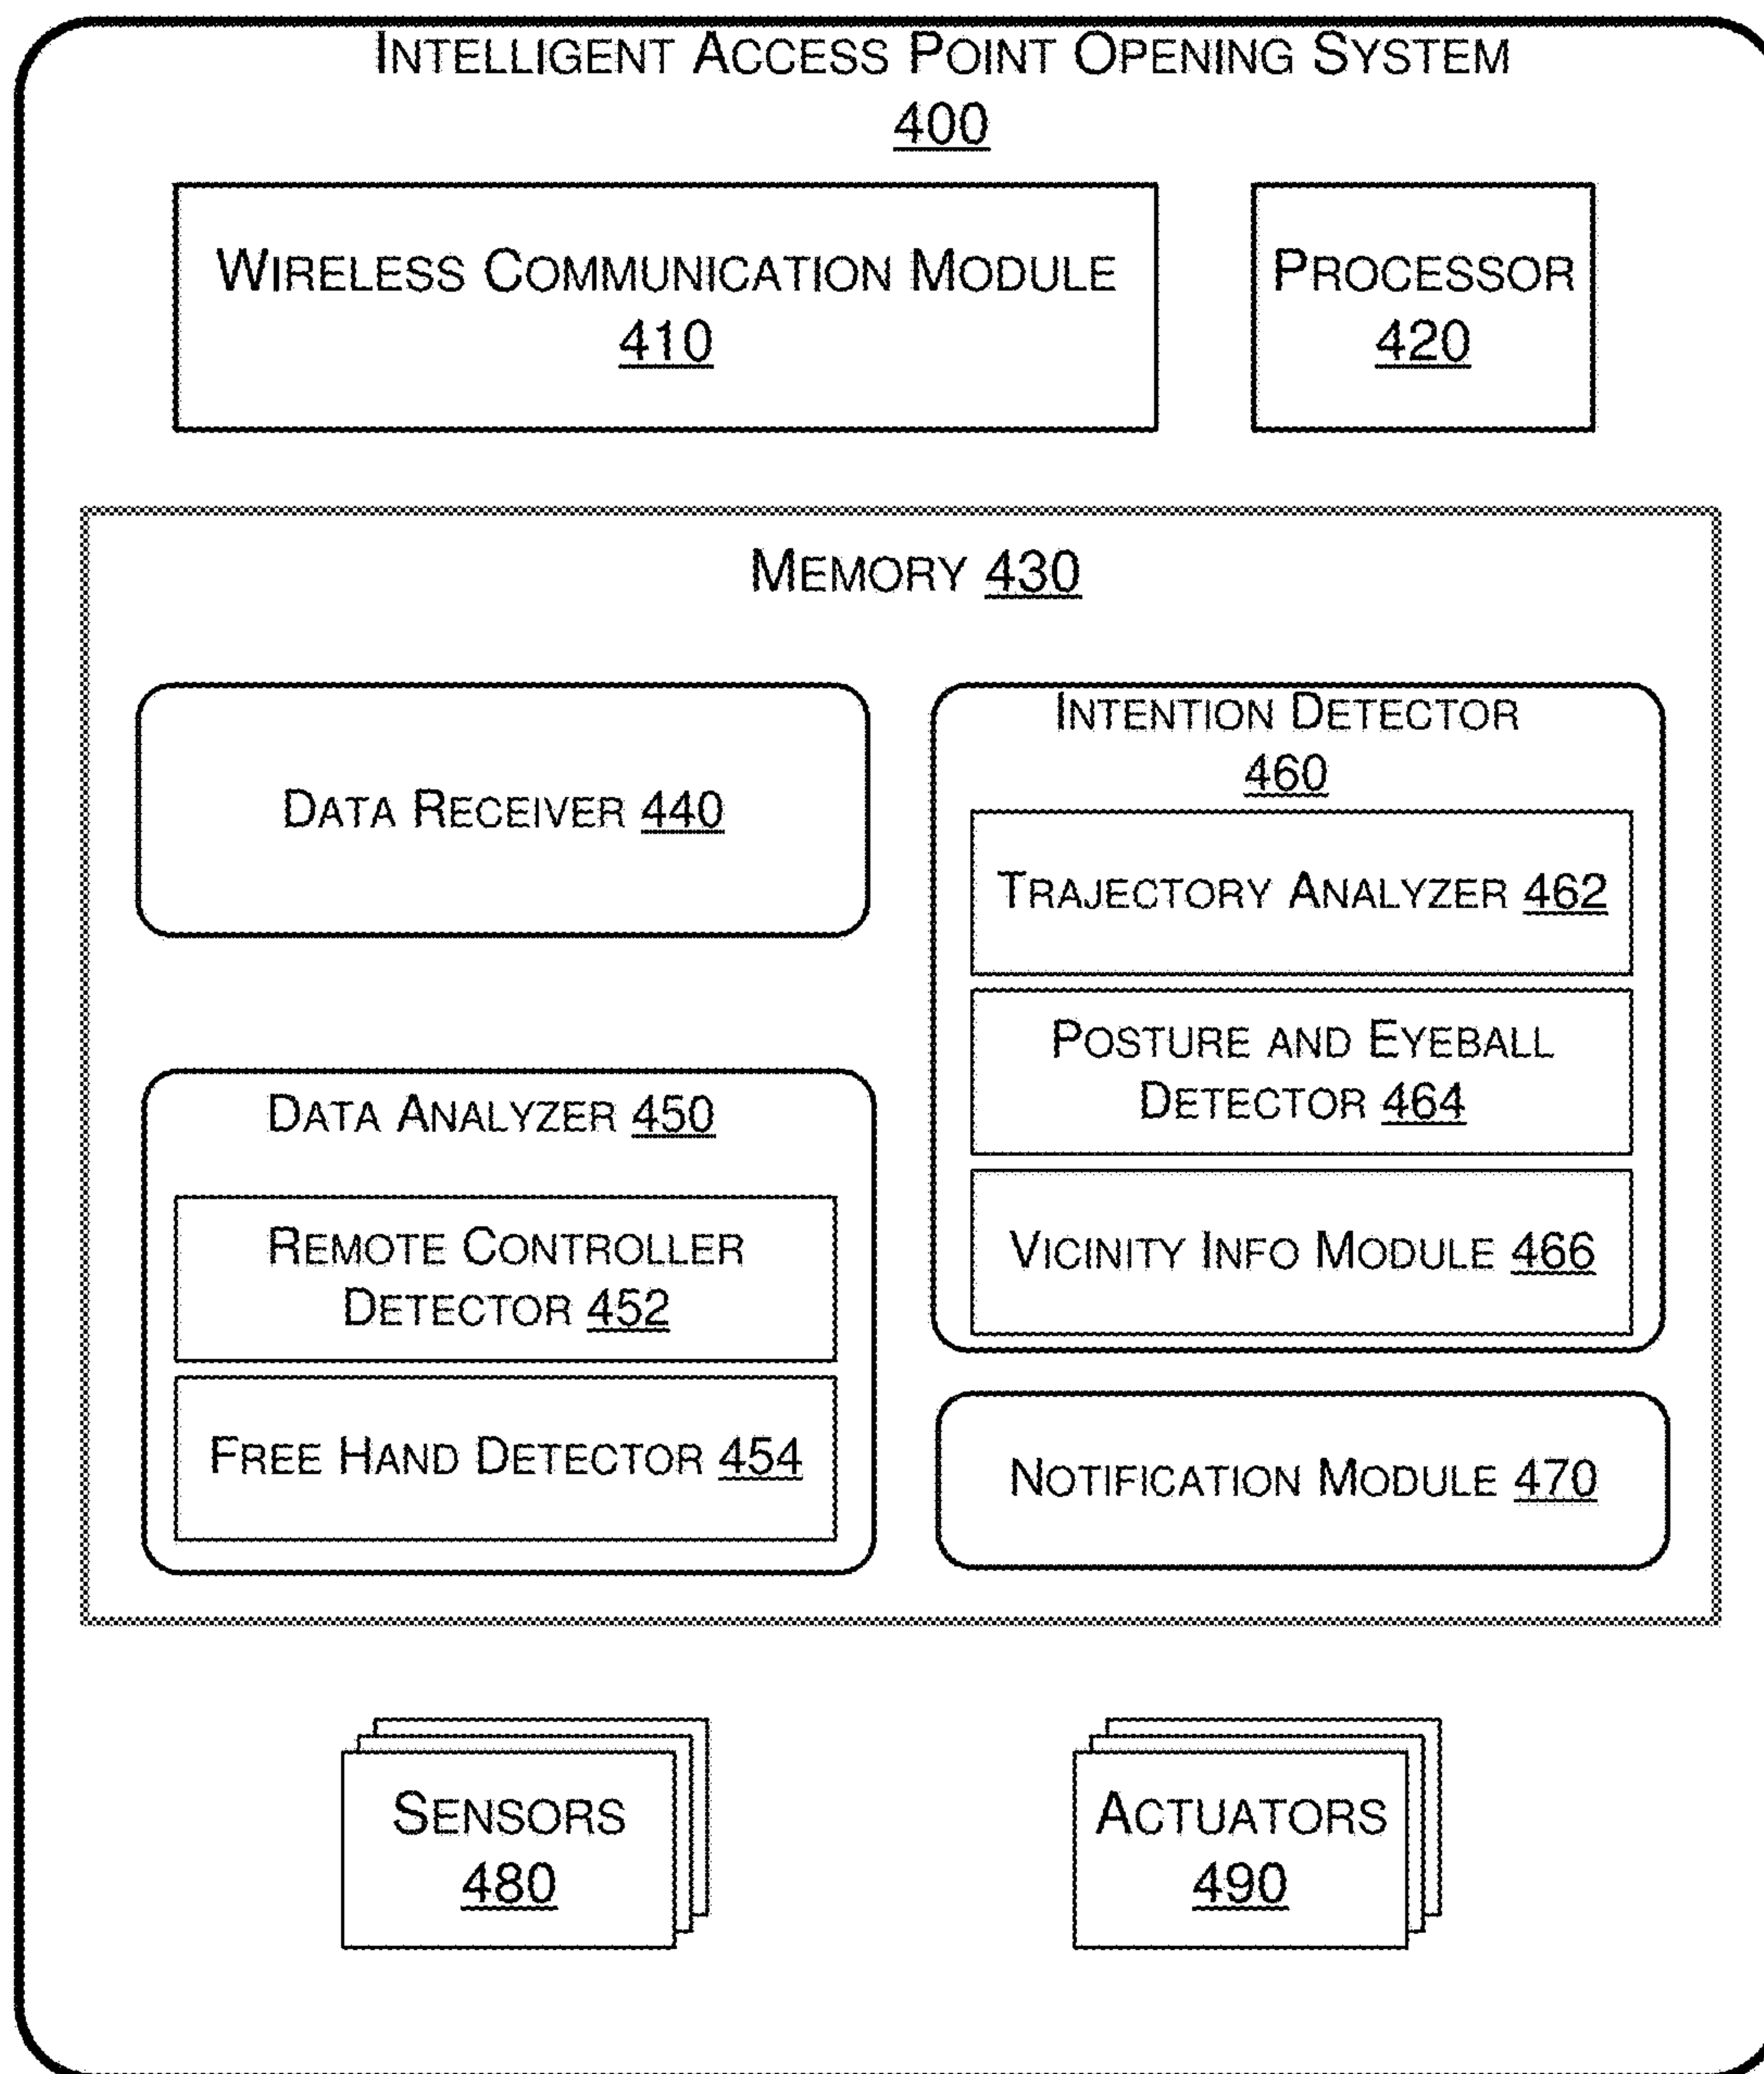 INTELLIGENT ACCESS POINT OPENING SYSTEM
400
WIRELESS COMMUNICATION MODULE
410
PROCESSOR
420
MEMORY 430
DATA RECEIVER 440
DATA ANALYZER 450
REMOTE CONTROLLER
DETECTOR 452
FREE HAND DETECTOR 454
INTENTION DETECTOR
460
TRAJECTORY ANALYZER 462
POSTURE AND EYEBALL
DETECTOR 464
VICINITY INFO MODULE 466
NOTIFICATION MODULE 470
SENSORS
480
ACTUATORS
490